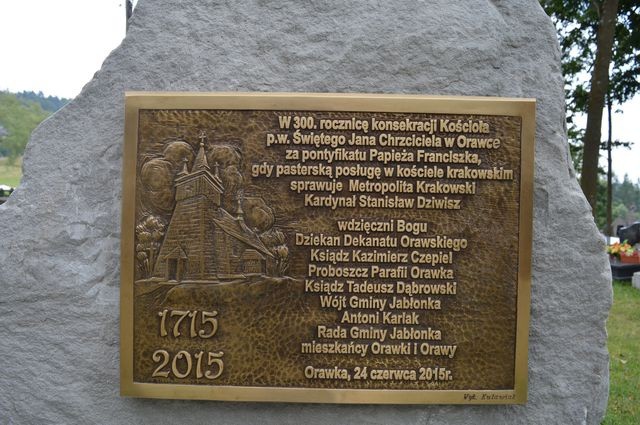 W 300. rocznicę konsekracji Kościoła
p.w. Świętego Jana Chrzciciela w Orawce
za pontyfikatu Papieża Franciszka,
gdy pasterską posługę w kościele krakowskim
sprawuje Metropolita Krakowski
Kardynał Stanisław Dziwisz
wdzięczni Bogu
Dziekan Dekanatu Orawskiego
Ksiądz Kazimierz Czepiel
Proboszcz Parafii Orawka
Ksiądz Tadeusz Dąbrowski
Wójt Gminy Jabłonka
Antoni Karlak
Rada Gminy Jabłonka
mieszkańcy Orawki i Orawy
Orawka, 24 czerwca 2015r.
1715
2015